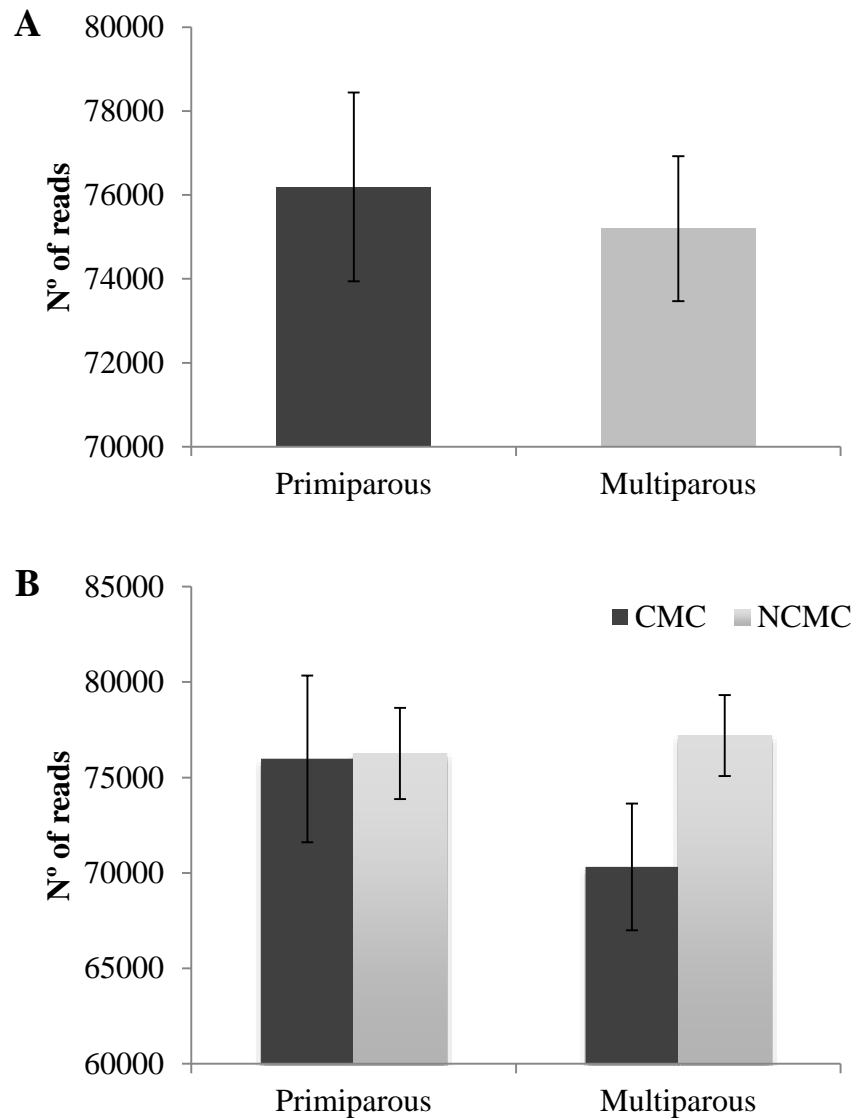 A
80000
78000
76000
74000
72000
70000
Nº of reads
Primiparous Multiparous
B
85000
80000
75000
70000
65000
60000
Nº of reads
CMC NCMC
Primiparous Multiparous